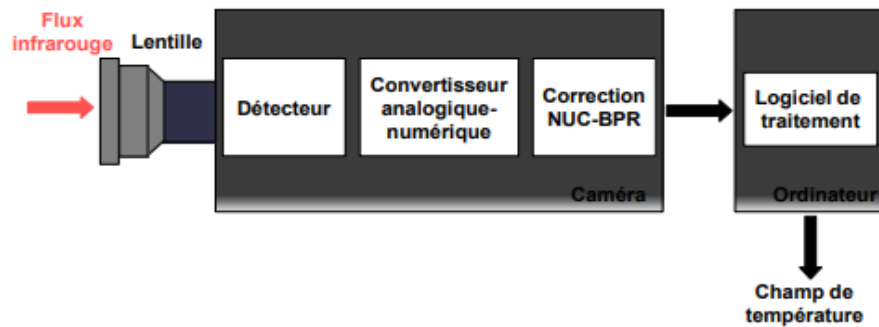 Flux
infrarouge
Lentille
Détecteur
Convertisseur
analogique-
numérique
Correction
NUC-BPR
Caméra
Logiciel de
traitement
Ordinateur
Champ de
température